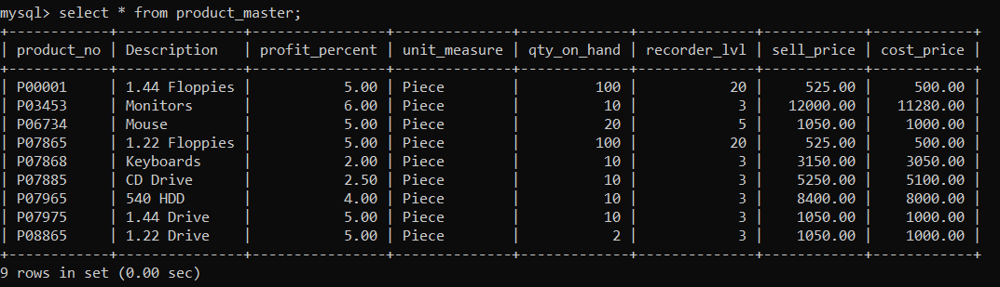 mysql> select * from product_master;
+------------+--------------+----------------+--------------+-------------+--------------+------------+------------+
| product_no | Description | profit_percent | unit_measure | qty_on_hand | recorder_lvl | sell_price | cost_price |
+------------+--------------+----------------+--------------+-------------+--------------+------------+------------+
| P00001 | 1.44 Floppies | 5.00 | Piece | 100 | 20 | 525.00 | 500.00 |
| P03453 | Monitors | 6.00 | Piece | 10 | 3 | 12000.00 | 11280.00 |
| P06734 | Mouse | 5.00 | Piece | 20 | 5 | 1050.00 | 1000.00 |
| P07865 | 1.22 Floppies | 5.00 | Piece | 100 | 20 | 525.00 | 500.00 |
| P07868 | Keyboards | 2.00 | Piece | 10 | 3 | 3150.00 | 3050.00 |
| P07885 | CD Drive | 2.50 | Piece | 10 | 3 | 5250.00 | 5100.00 |
| P07965 | 540 HDD | 4.00 | Piece | 10 | 3 | 8400.00 | 8000.00 |
| P07975 | 1.44 Drive | 5.00 | Piece | 10 | 3 | 1050.00 | 1000.00 |
| P08865 | 1.22 Drive | 5.00 | Piece | 2 | 3 | 1050.00 | 1000.00 |
+------------+--------------+----------------+--------------+-------------+--------------+------------+------------+
9 rows in set (0.00 sec)